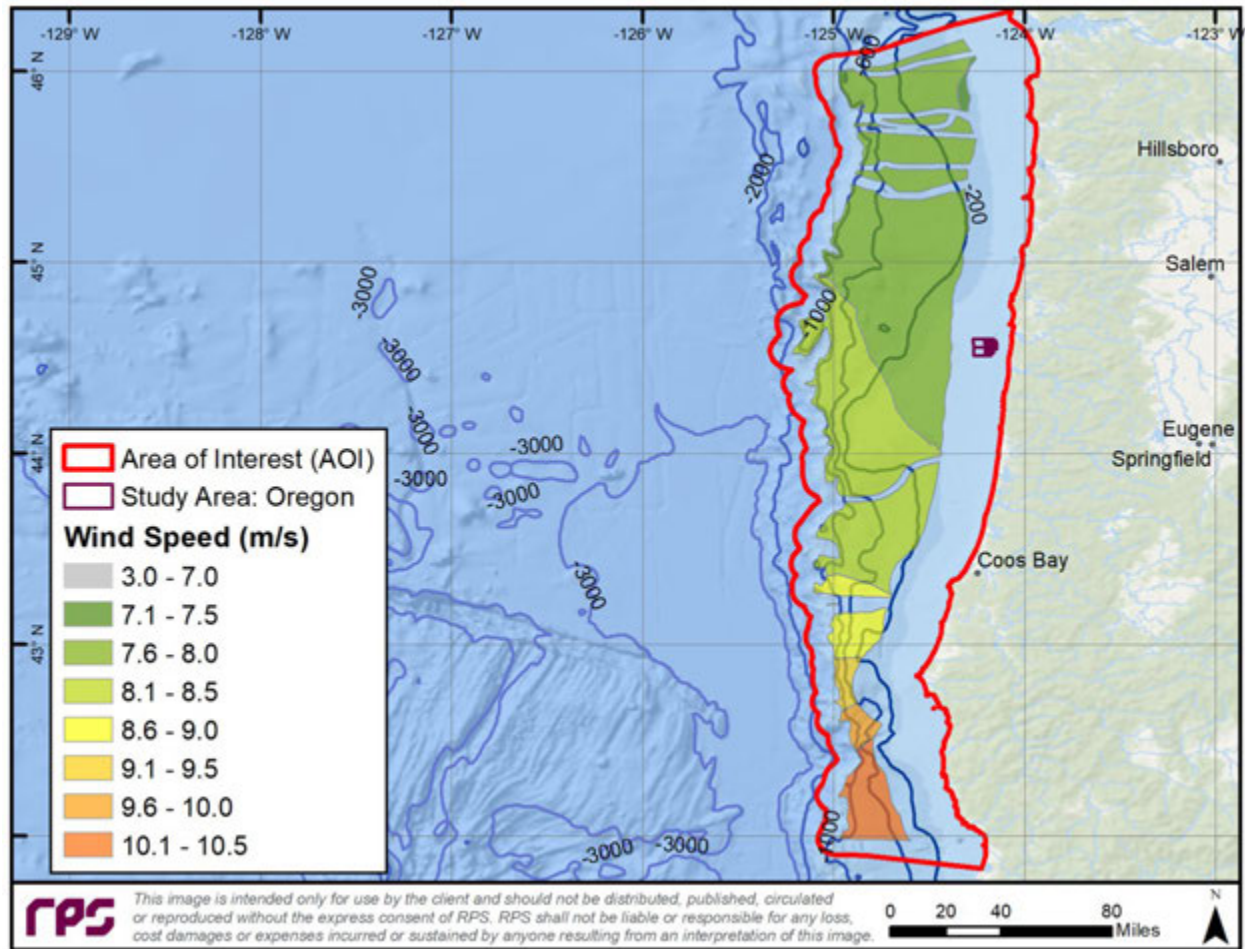 -129° W
-128° W
-127° W
-126° W
-125° W
-124° W
-123° W
46° N
45° N
44° N
43° N
-600
-2000
-200
-1000
-3000
-3000
-3000
-3000
-3000
-3000
-3000
-3000
-3000
Hillsboro
Salem
Eugene
Springfield
Coos Bay
Area of Interest (AOI)
Study Area: Oregon
Wind Speed (m/s)
3.0 - 7.0
7.1 - 7.5
7.6 - 8.0
8.1 - 8.5
8.6 - 9.0
9.1 - 9.5
9.6 - 10.0
10.1 - 10.5
rps
This image is intended only for use by the client and should not be distributed, published, circulated
or reproduced without the express consent of RPS. RPS shall not be liable or responsible for any loss,
cost damages or expenses incurred or sustained by anyone resulting from an interpretation of this image.
0 20 40 80
Miles
N